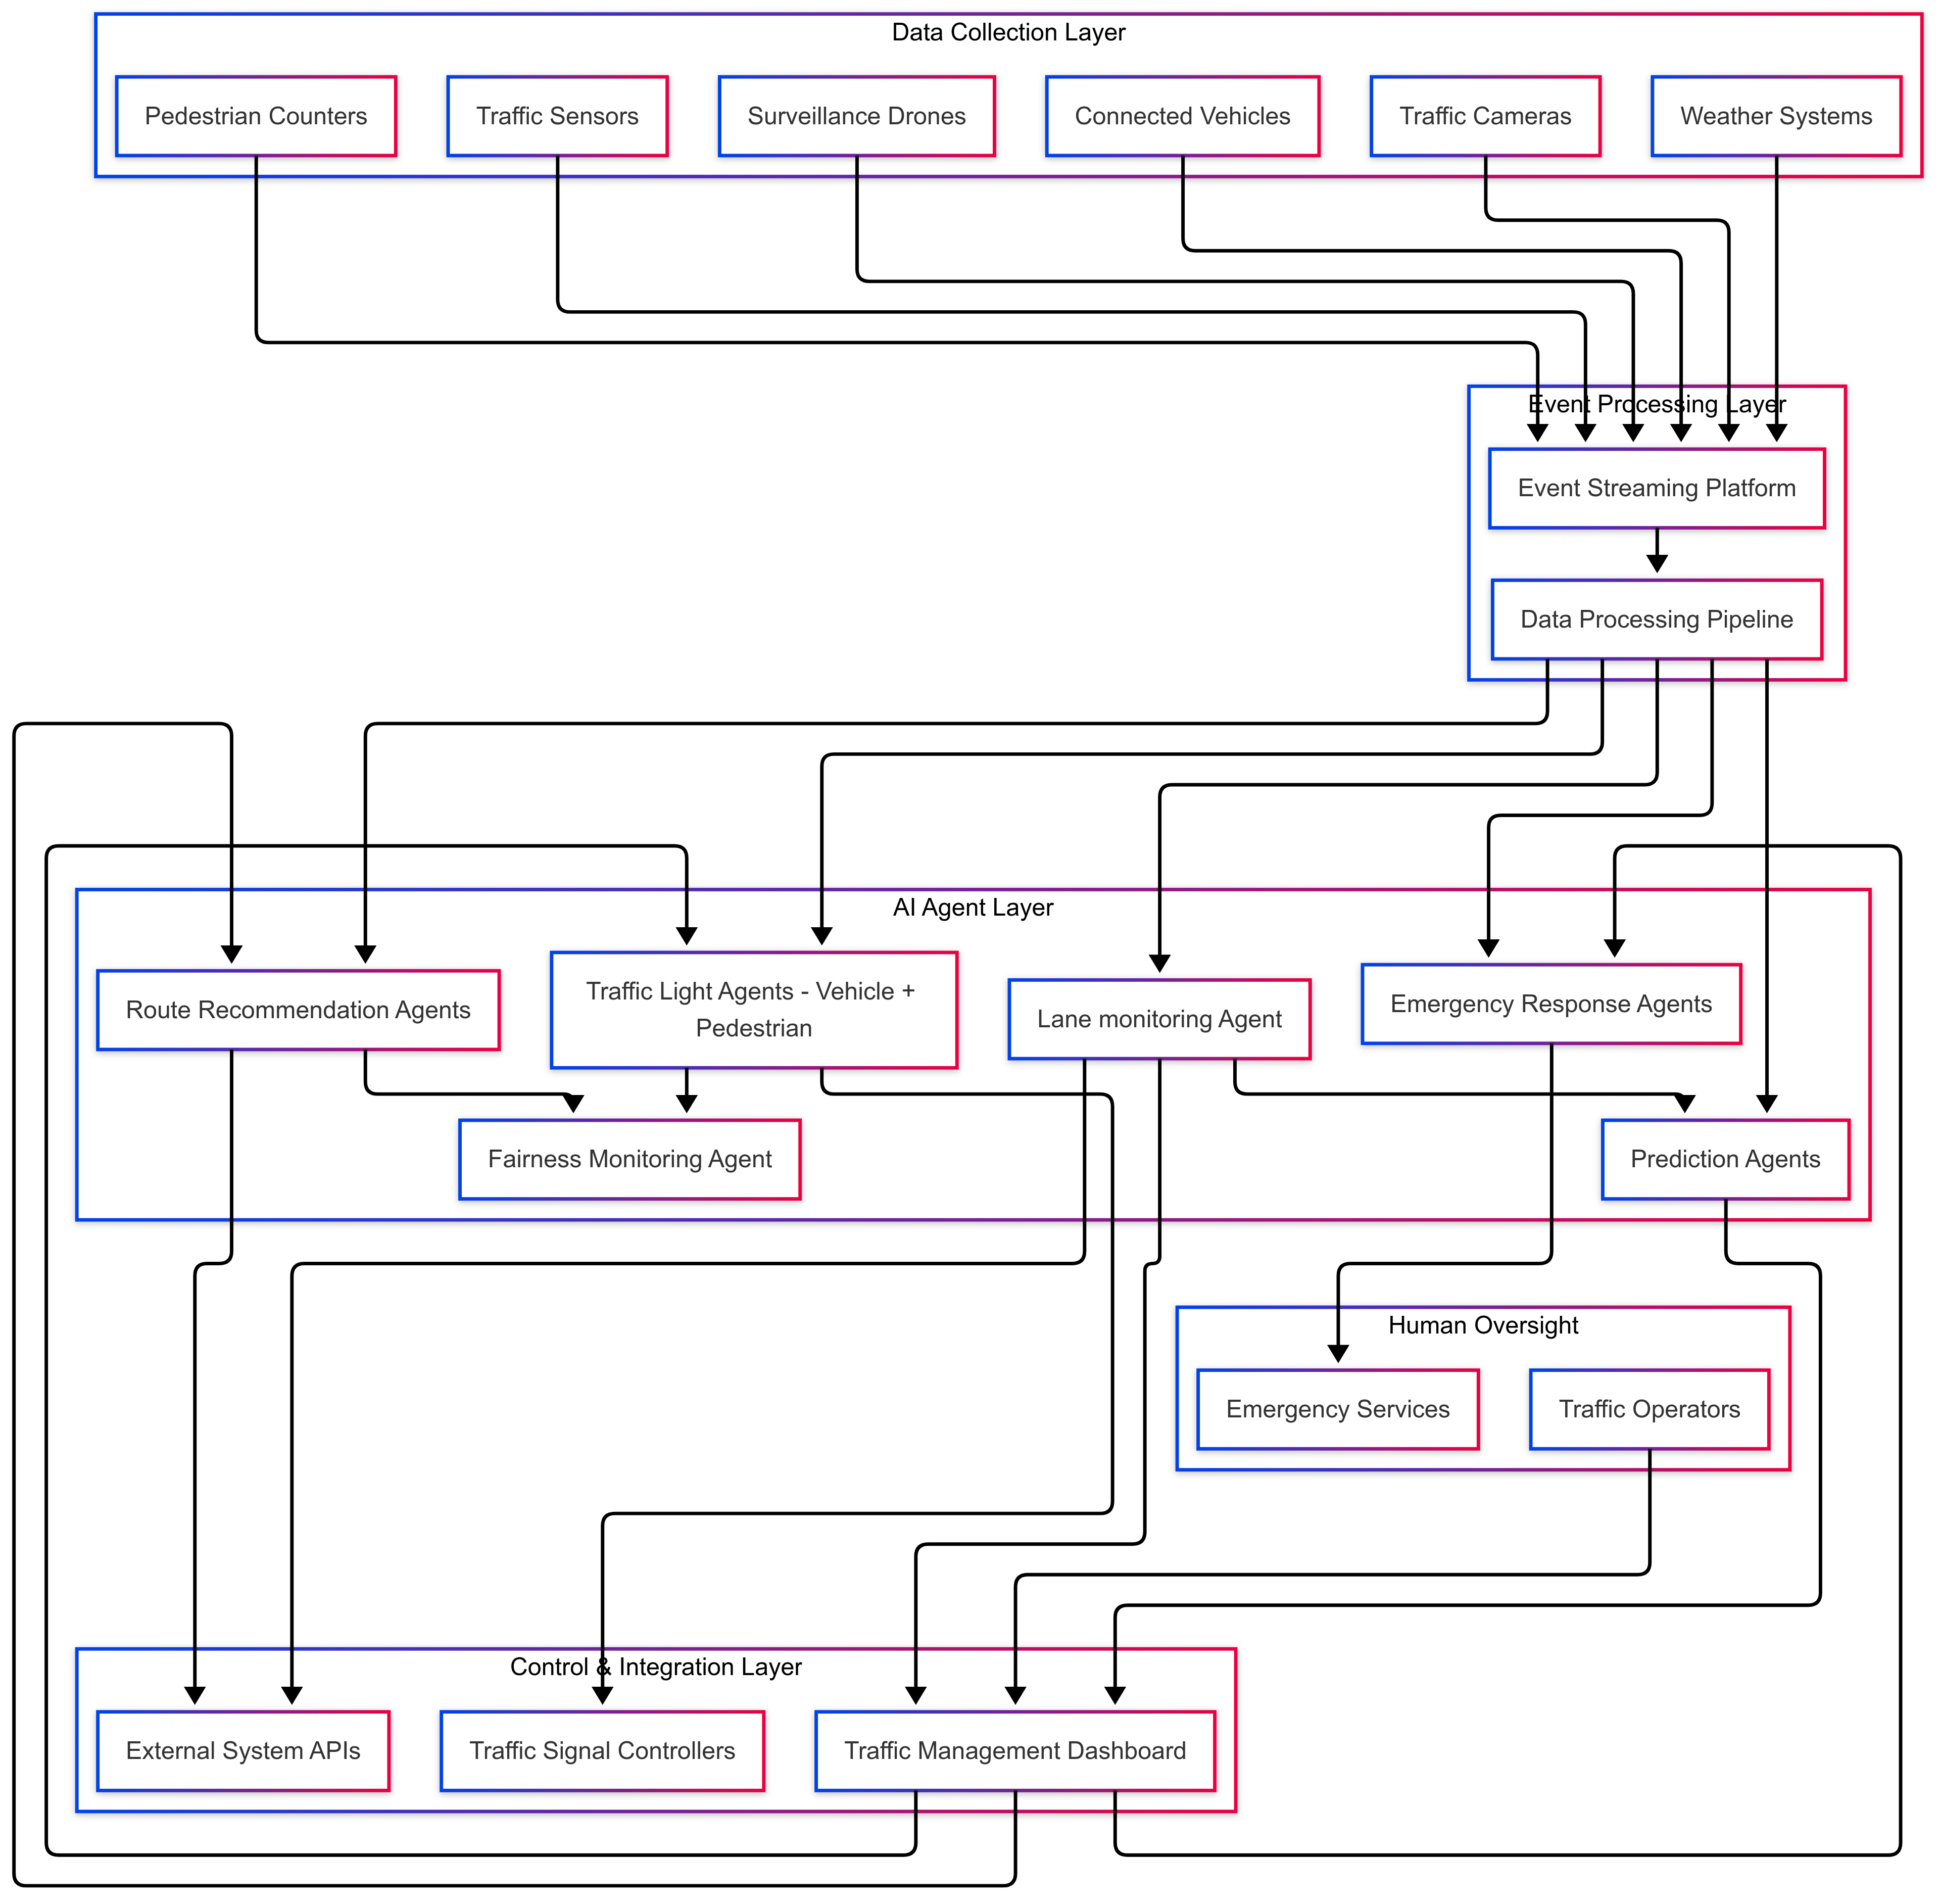 Data Collection Layer
Pedestrian Counters
Traffic Sensors
Surveillance Drones
Connected Vehicles
Traffic Cameras
Weather Systems
Event Processing Layer
Event Streaming Platform
Data Processing Pipeline
AI Agent Layer
Route Recommendation Agents
Traffic Light Agents - Vehicle +
Pedestrian
Lane monitoring Agent
Emergency Response Agents
Fairness Monitoring Agent
Prediction Agents
Human Oversight
Emergency Services
Traffic Operators
Control & Integration Layer
External System APIs
Traffic Signal Controllers
Traffic Management Dashboard